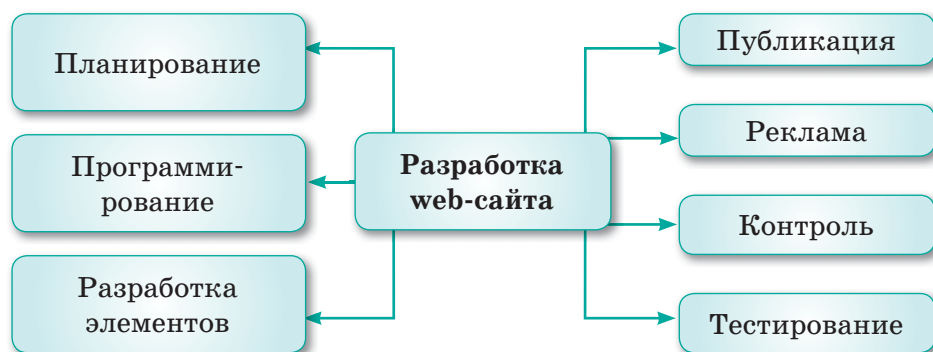 Планирование
Программи-
рование
Разработка
элементов
Разработка
web-сайта
Публикация
Реклама
Контроль
Тестирование